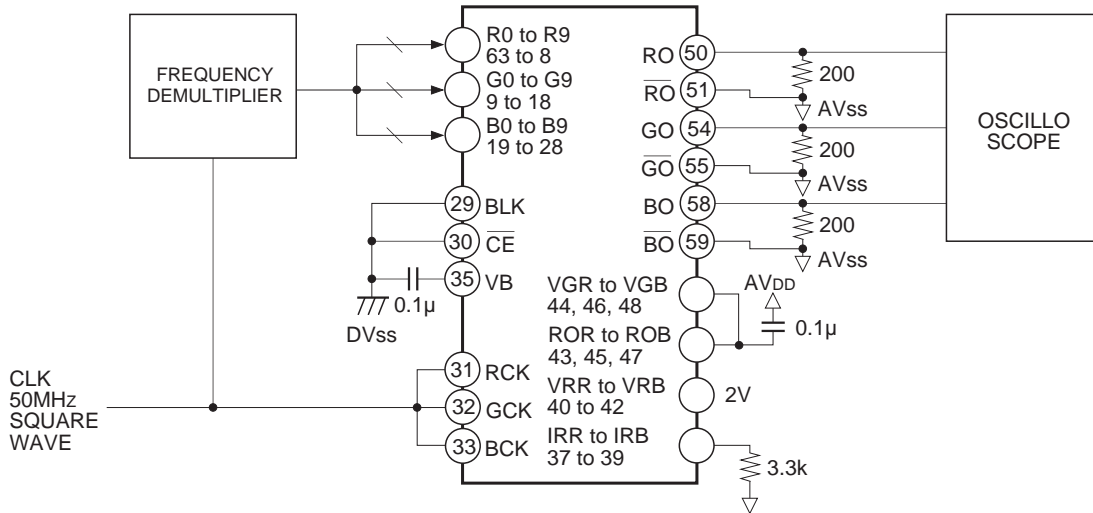 FREQUENCY
DEMULTIPLIER
R0 to R9
63 to 8
G0 to G9
9 to 18
B0 to B9
19 to 28
29 BLK
30 C̅E̅
35 VB
0.1µ
DVss
31 RCK
32 GCK
33 BCK
CLK
50MHz
SQUARE
WAVE
RO 50
R̅O̅ 51
GO 54
G̅O̅ 55
BO 58
B̅O̅ 59
200
AVss
200
AVss
200
AVss
OSCILLO
SCOPE
VGR to VGB
44, 46, 48
ROR to ROB
43, 45, 47
AVDD
0.1µ
VRR to VRB
40 to 42
2V
IRR to IRB
37 to 39
3.3k